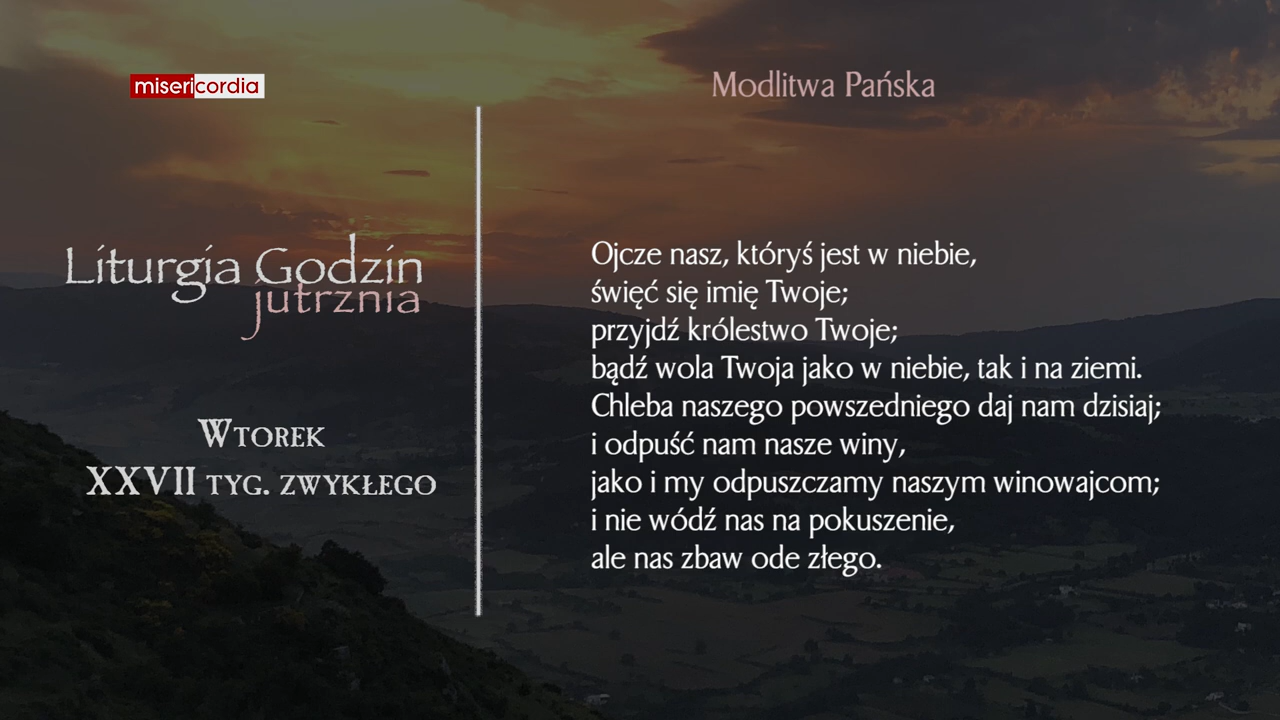 misericordia
Liturgia Godzin
jutrznia
Wtorek
XXVII tyg. zwykłego
Modlitwa Pańska
Ojcze nasz, któryś jest w niebie,
święć się imię Twoje;
przyjdź królestwo Twoje;
bądź wola Twoja jako w niebie, tak i na ziemi.
Chleba naszego powszedniego daj nam dzisiaj;
i odpuść nam nasze winy,
jako i my odpuszczamy naszym winowajcom;
i nie wódź nas na pokuszenie,
ale nas zbaw ode złego.